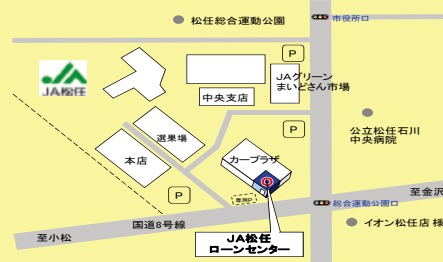 松任総合運動公園
市役所口
P
JAグリーン
まいどさん市場
JA松任
中央支店
選果場
P
公立松任石川
中央病院
本店
カープラザ
P
専用P
総合運動公園口
至金沢
イオン松任店 様
国道8号線
至小松
JA松任
ローンセンター